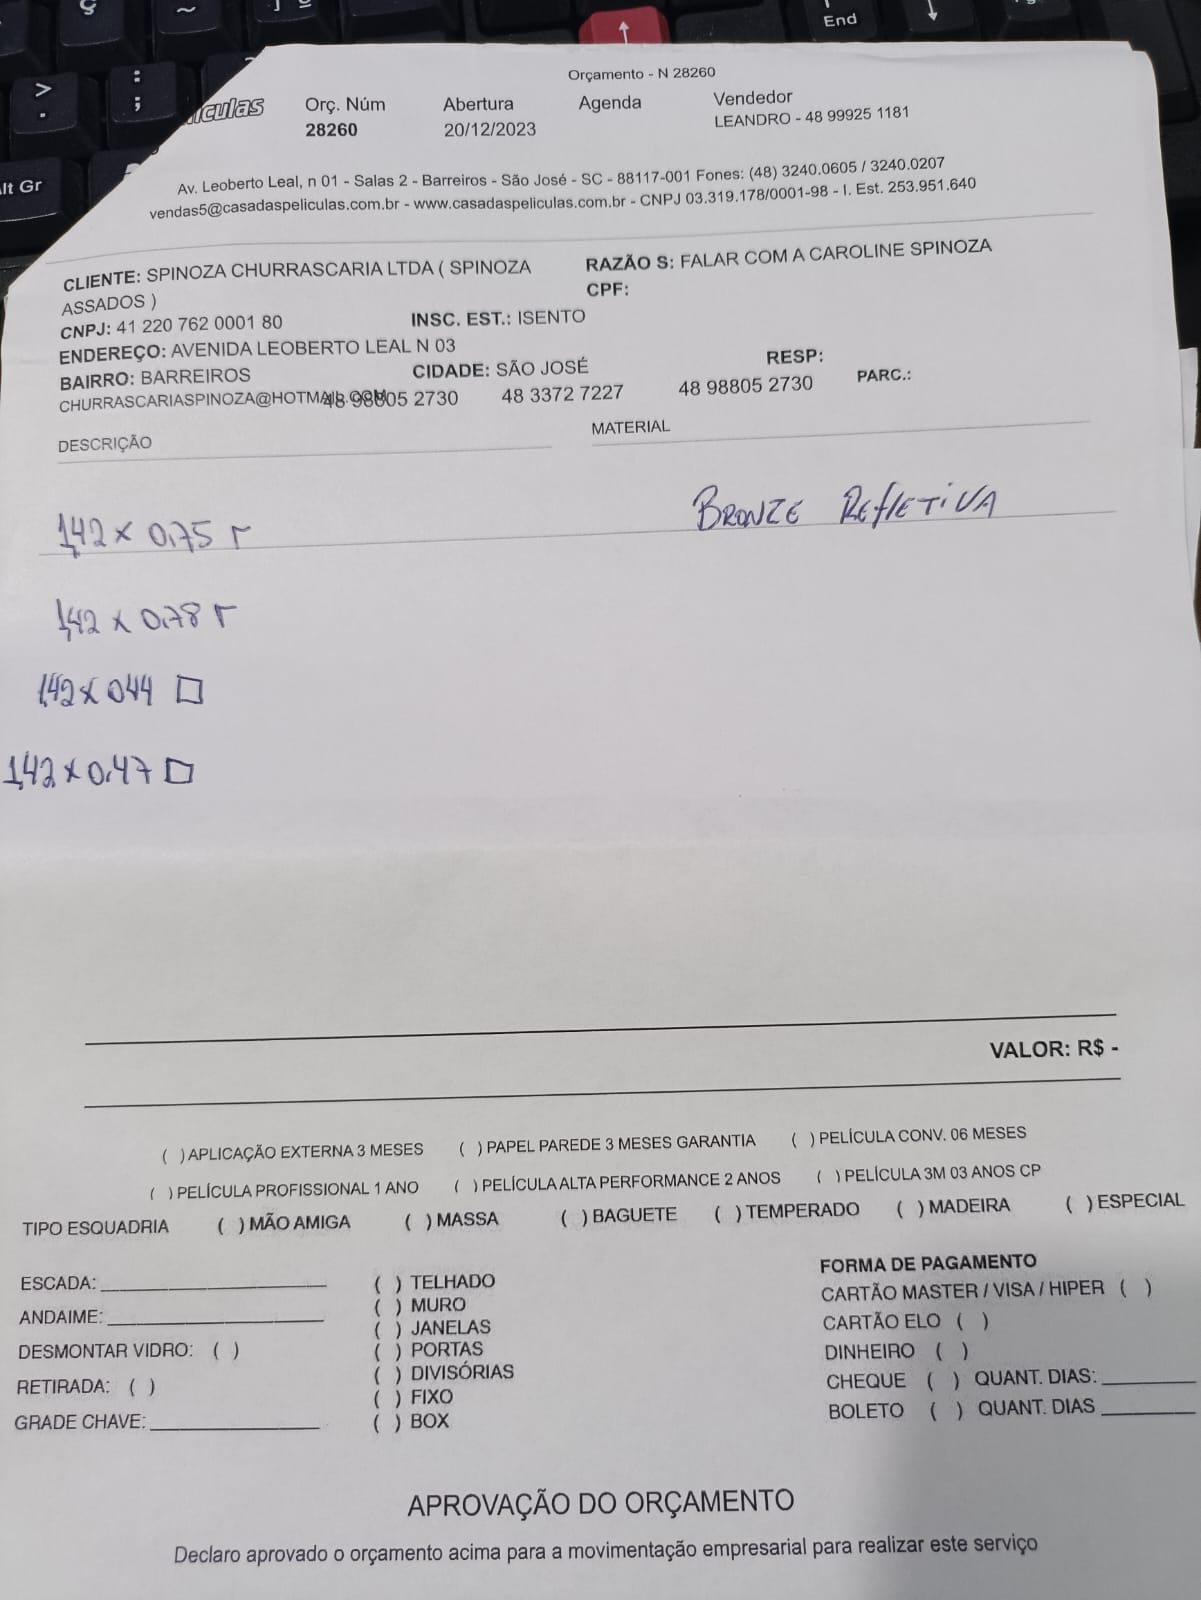 End
lt Gr
Orçamento - N 28260
ículas Orç. Núm Abertura Agenda Vendedor
28260 20/12/2023 LEANDRO - 48 99925 1181
Av. Leoberto Leal, n 01 - Salas 2 - Barreiros - São José - SC - 88117-001 Fones: (48) 3240.0605 / 3240.0207
vendas5@casadaspeliculas.com.br - www.casadaspeliculas.com.br - CNPJ 03.319.178/0001-98 - I. Est. 253.951.640
CLIENTE: SPINOZA CHURRASCARIA LTDA ( SPINOZA RAZÃO S: FALAR COM A CAROLINE SPINOZA
ASSADOS ) CPF:
CNPJ: 41 220 762 0001 80 INSC. EST.: ISENTO
ENDEREÇO: AVENIDA LEOBERTO LEAL N 03
BAIRRO: BARREIROS CIDADE: SÃO JOSÉ RESP: PARC.:
CHURRASCARIASPINOZA@HOTMAIL.COM 48 98805 2730 48 3372 7227 48 98805 2730
DESCRIÇÃO MATERIAL
1,42 x 0,75 BRONZE REFLETIVA
1,42 x 0,78
1,42 x 044
1,42 x 0,47
VALOR: R$ -
( ) APLICAÇÃO EXTERNA 3 MESES ( ) PAPEL PAREDE 3 MESES GARANTIA ( ) PELÍCULA CONV. 06 MESES
( ) PELÍCULA PROFISSIONAL 1 ANO ( ) PELÍCULA ALTA PERFORMANCE 2 ANOS ( ) PELÍCULA 3M 03 ANOS CP
TIPO ESQUADRIA ( ) MÃO AMIGA ( ) MASSA ( ) BAGUETE ( ) TEMPERADO ( ) MADEIRA ( ) ESPECIAL
ESCADA:
ANDAIME:
DESMONTAR VIDRO: ( )
RETIRADA: ( )
GRADE CHAVE:
( ) TELHADO
( ) MURO
( ) JANELAS
( ) PORTAS
( ) DIVISÓRIAS
( ) FIXO
( ) BOX
FORMA DE PAGAMENTO
CARTÃO MASTER / VISA / HIPER ( )
CARTÃO ELO ( )
DINHEIRO ( )
CHEQUE ( ) QUANT. DIAS:
BOLETO ( ) QUANT. DIAS
APROVAÇÃO DO ORÇAMENTO
Declaro aprovado o orçamento acima para a movimentação empresarial para realizar este serviço